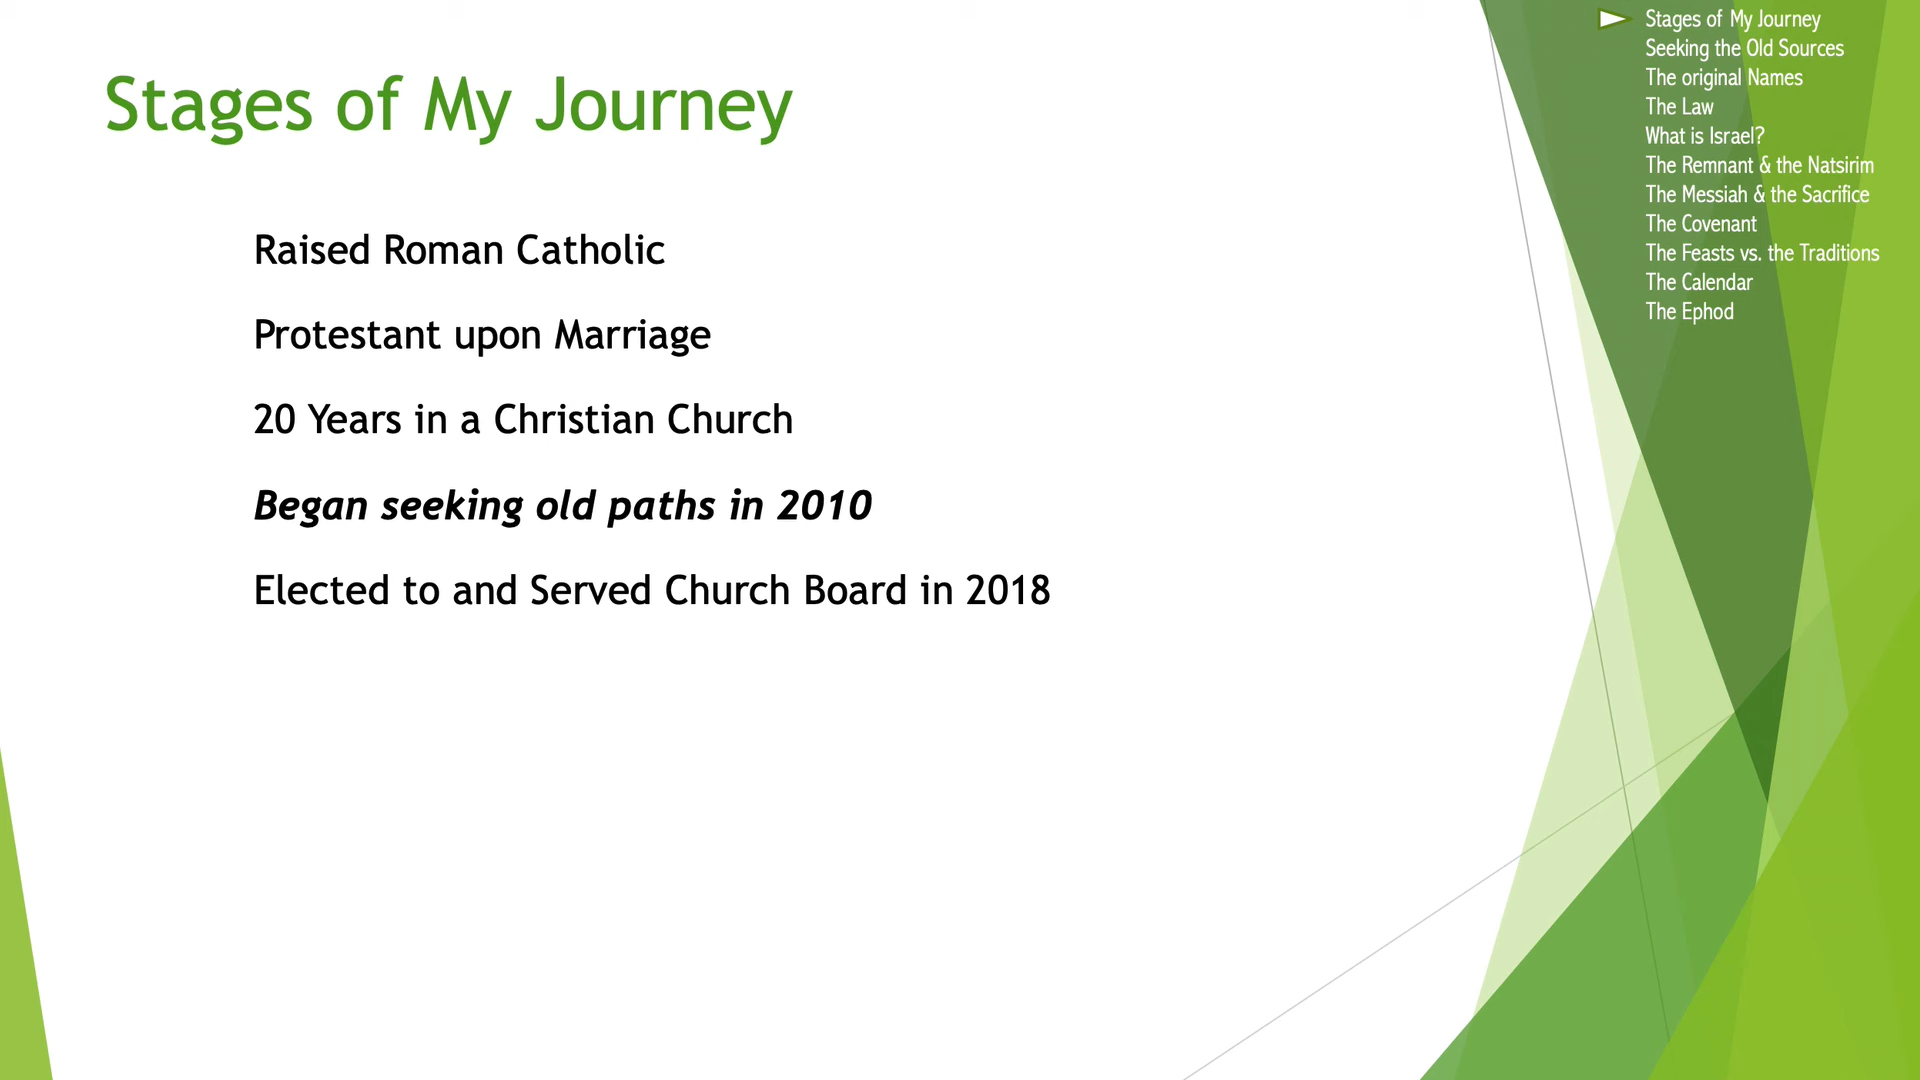 Stages of My Journey
Raised Roman Catholic
Protestant upon Marriage
20 Years in a Christian Church
Began seeking old paths in 2010
Elected to and Served Church Board in 2018
Stages of My Journey
Seeking the Old Sources
The original Names
The Law
What is Israel?
The Remnant & the Natsirim
The Messiah & the Sacrifice
The Covenant
The Feasts vs. the Traditions
The Calendar
The Ephod